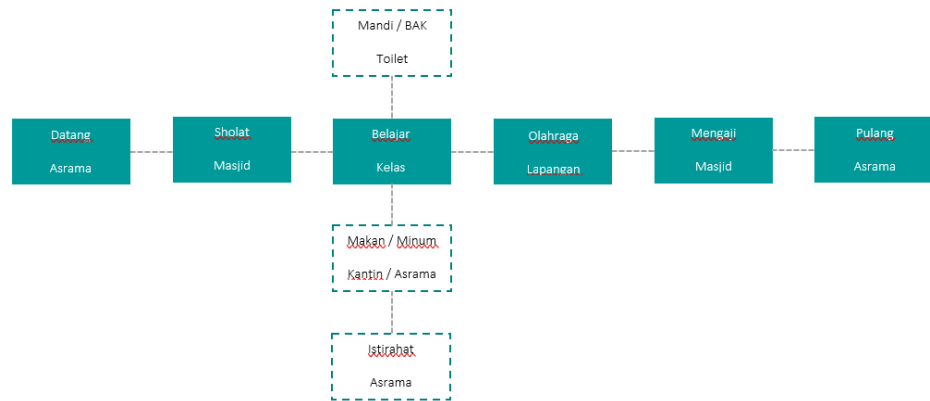 Mandi / BAK
Toilet
Datang
Asrama
Sholat
Masjid
Belajar
Kelas
Olahraga
Lapangan
Mengaji
Masjid
Pulang
Asrama
Makan / Minum
Kantin / Asrama
Istirahat
Asrama